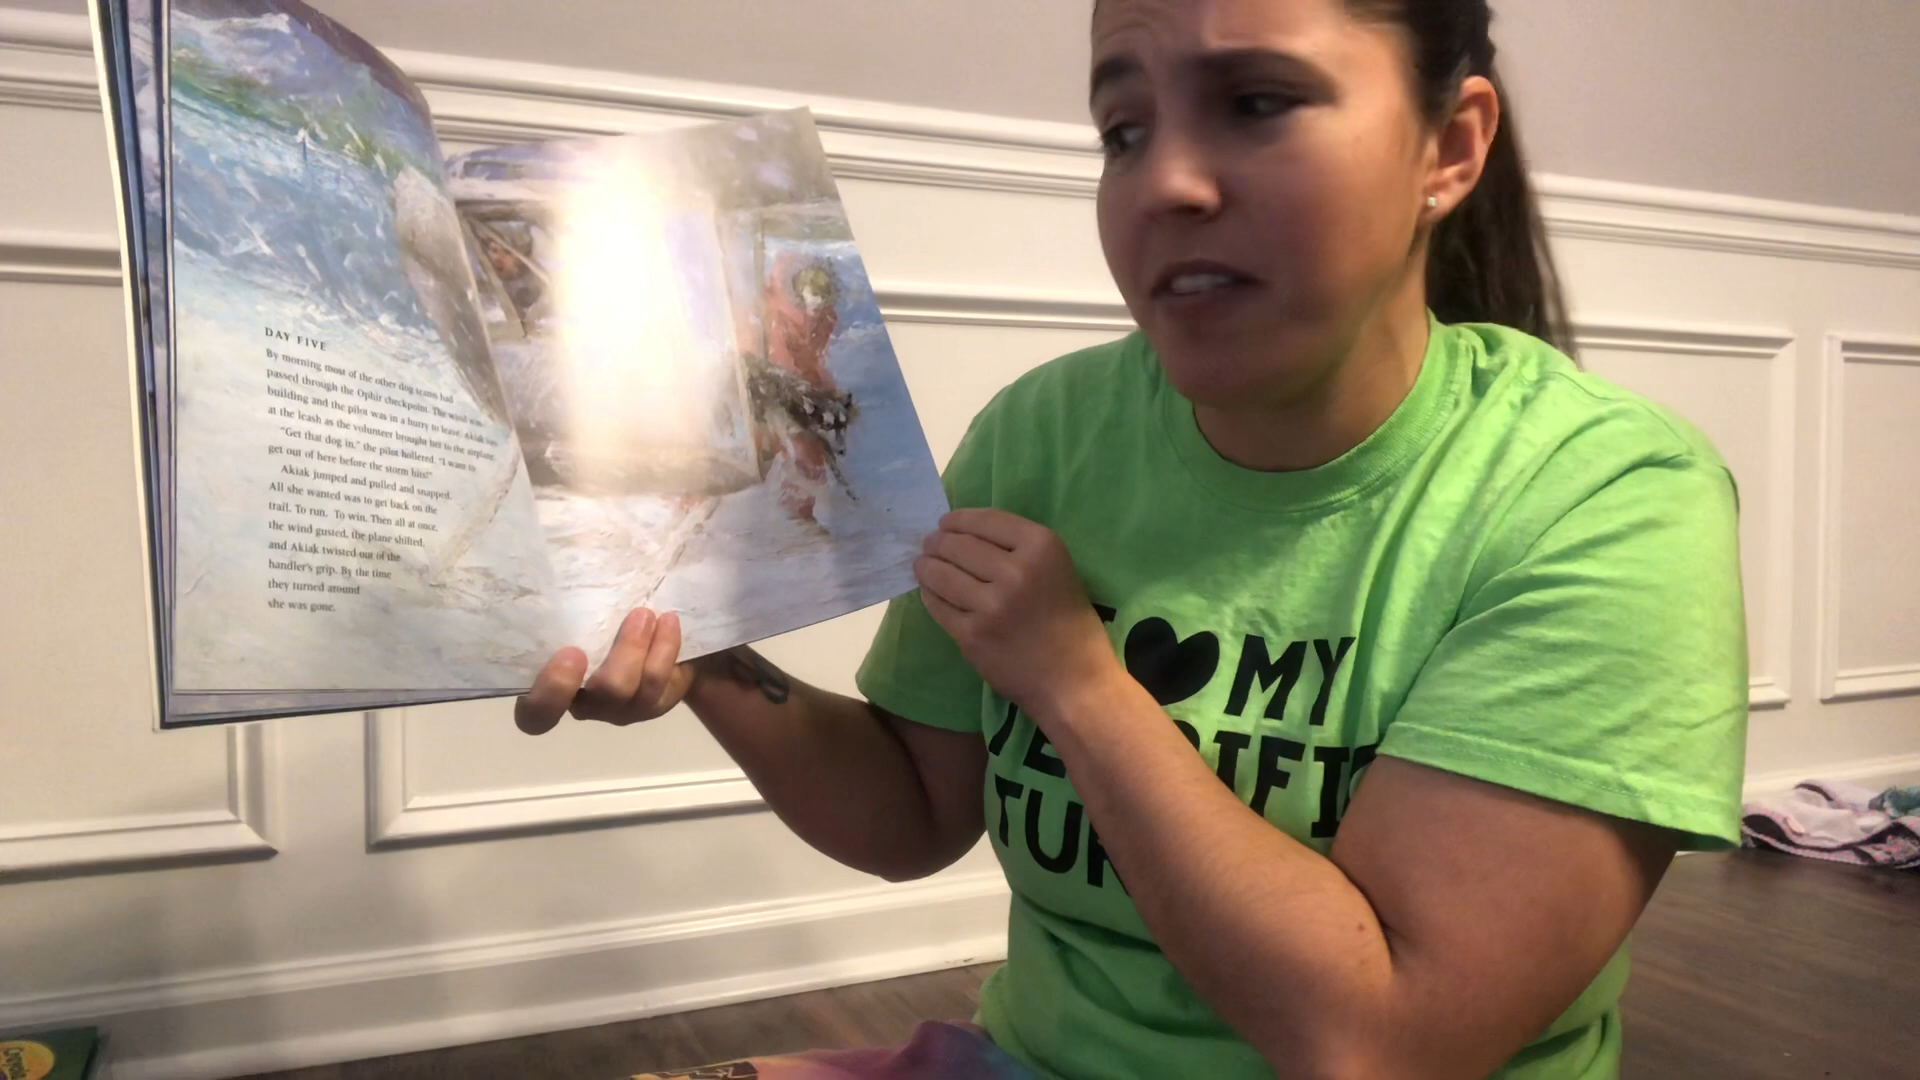 DAY FIVE
By morning most of the other dog teams had
passed through the Ophir checkpoint. The wind was
building and the pilot was in a hurry to leave. Akiak
at the leash as the volunteer brought her to the airplane.
"Get that dog in," the pilot hollered. "I want to
get out of here before the storm hits!"
Akiak jumped and pulled and snapped.
All she wanted was to get back on the
trail. To run. To win. Then all at once,
the wind gusted, the plane shifted,
and Akiak twisted out of the
handler's grip. By the time
they turned around
she was gone.
I ♥ MY